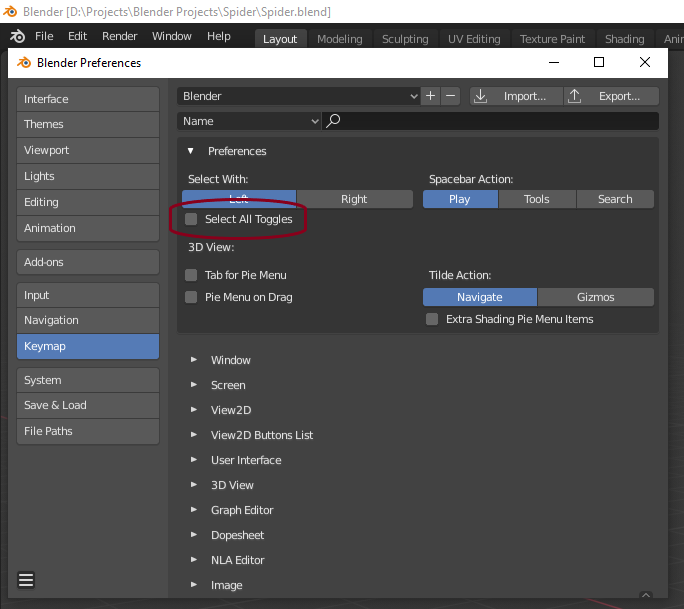 Blender [D:\Projects\Blender Projects\Spider\Spider.blend]
File Edit Render Window Help Layout Modeling Sculpting UV Editing Texture Paint Shading Anir
Blender Preferences
Interface
Themes
Viewport
Lights
Editing
Animation
Add-ons
Input
Navigation
Keymap
System
Save & Load
File Paths
Blender Import... Export...
Name
Preferences
Select With: Spacebar Action:
Left Right Play Tools Search
Select All Toggles
3D View:
Tab for Pie Menu Tilde Action:
Pie Menu on Drag Navigate Gizmos
Extra Shading Pie Menu Items
Window
Screen
View2D
View2D Buttons List
User Interface
3D View
Graph Editor
Dopesheet
NLA Editor
Image